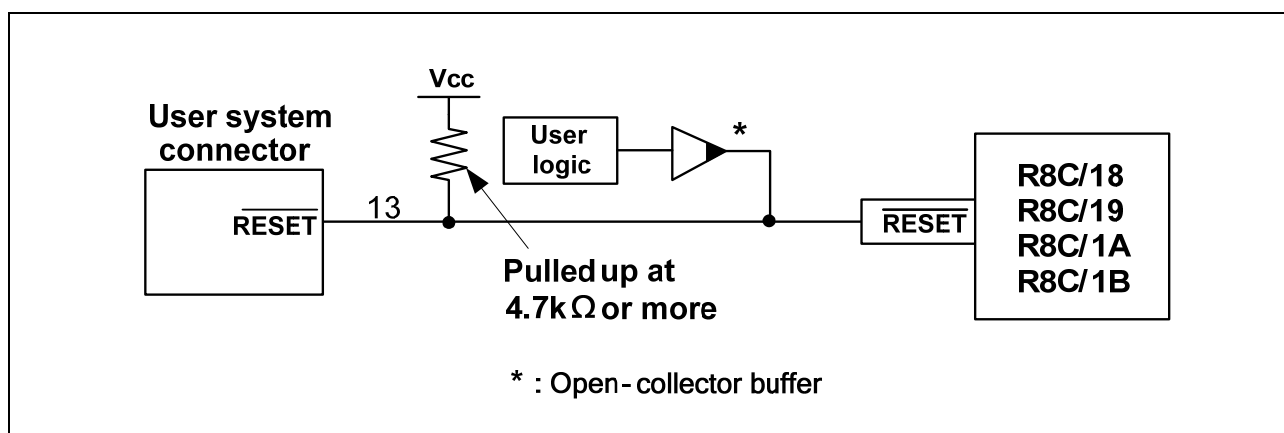 Vcc
User system
connector
RESET
13
User
logic
*
Pulled up at
4.7kΩ or more
RESET
R8C/18
R8C/19
R8C/1A
R8C/1B
* : Open-collector buffer